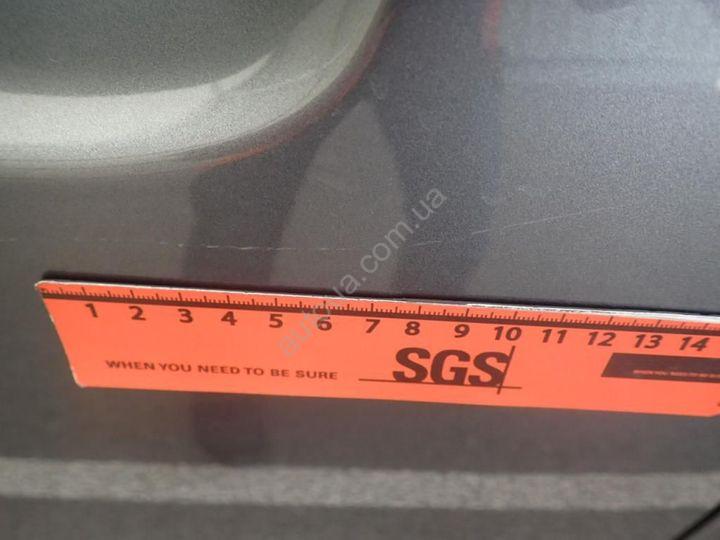 1 2 3 4 5 6 7 8 9 10 11 12 13 14
WHEN YOU NEED TO BE SURE SGS
auto.ria.com.ua